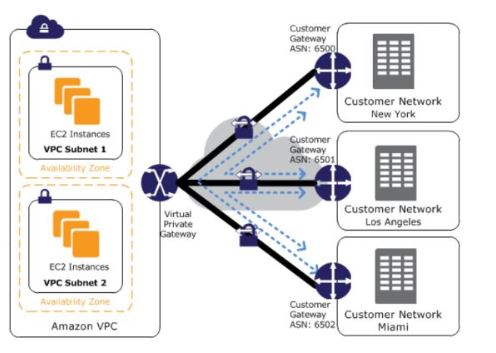 EC2 Instances
VPC Subnet 1
Availability Zone
EC2 Instances
VPC Subnet 2
Availability Zone
Amazon VPC
Virtual
Private
Gateway
Customer
Gateway
ASN: 6500
Customer Network
New York
Customer
Gateway
ASN: 6501
Customer Network
Los Angeles
Customer
Gateway
ASN: 6502
Customer Network
Miami